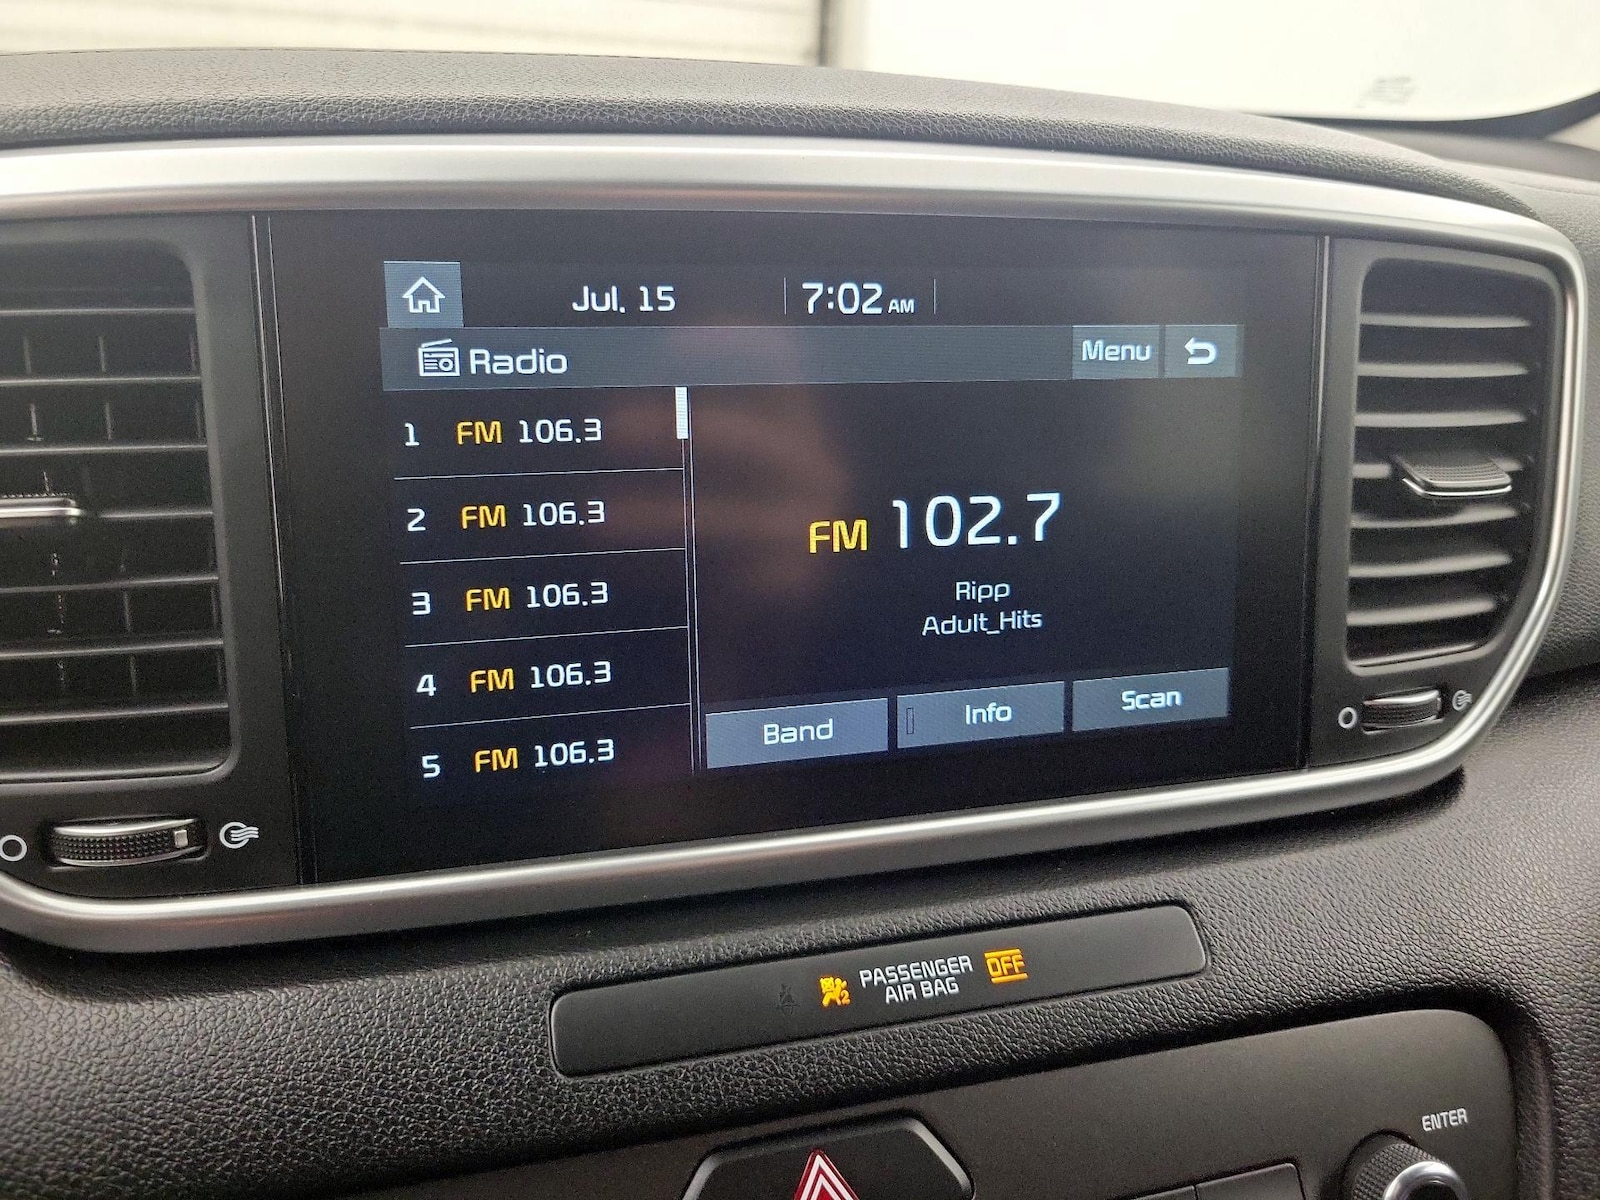 Jul. 15 7:02 AM
Radio Menu
1 FM 106.3
2 FM 106.3
3 FM 106.3
4 FM 106.3
5 FM 106.3
FM 102.7
Ripp
Adult_Hits
Band Info Scan
PASSENGER OFF
AIR BAG
2
ENTER